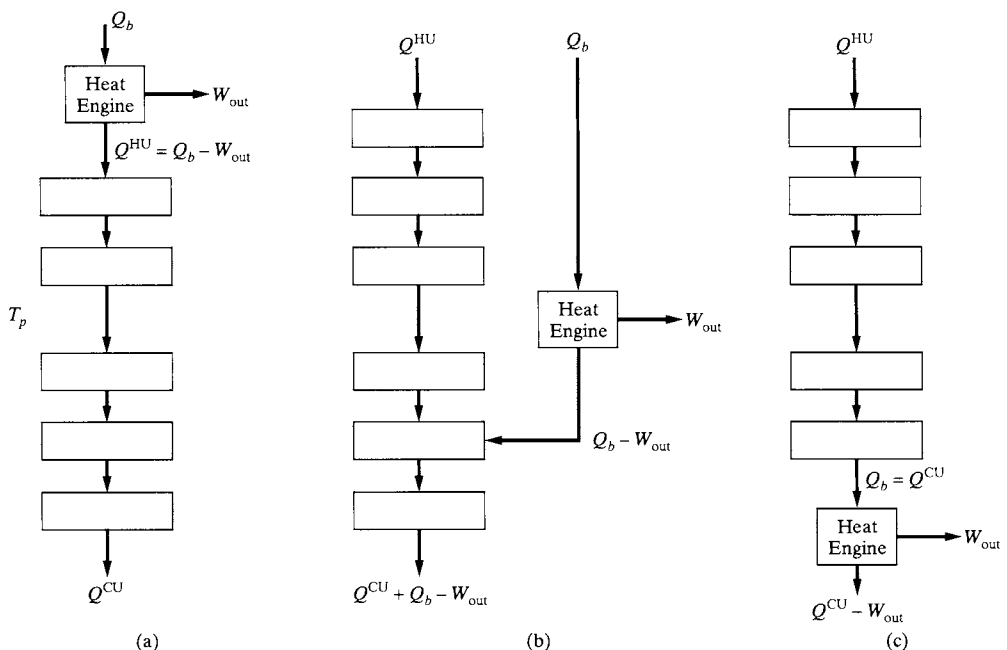 Q_b
Heat
Engine
W_out
Q^HU = Q_b − W_out
T_p
Q^CU
(a)
Q^HU
Q_b
Heat
Engine
W_out
Q_b − W_out
Q^CU + Q_b − W_out
(b)
Q^HU
Q_b = Q^CU
Heat
Engine
W_out
Q^CU − W_out
(c)